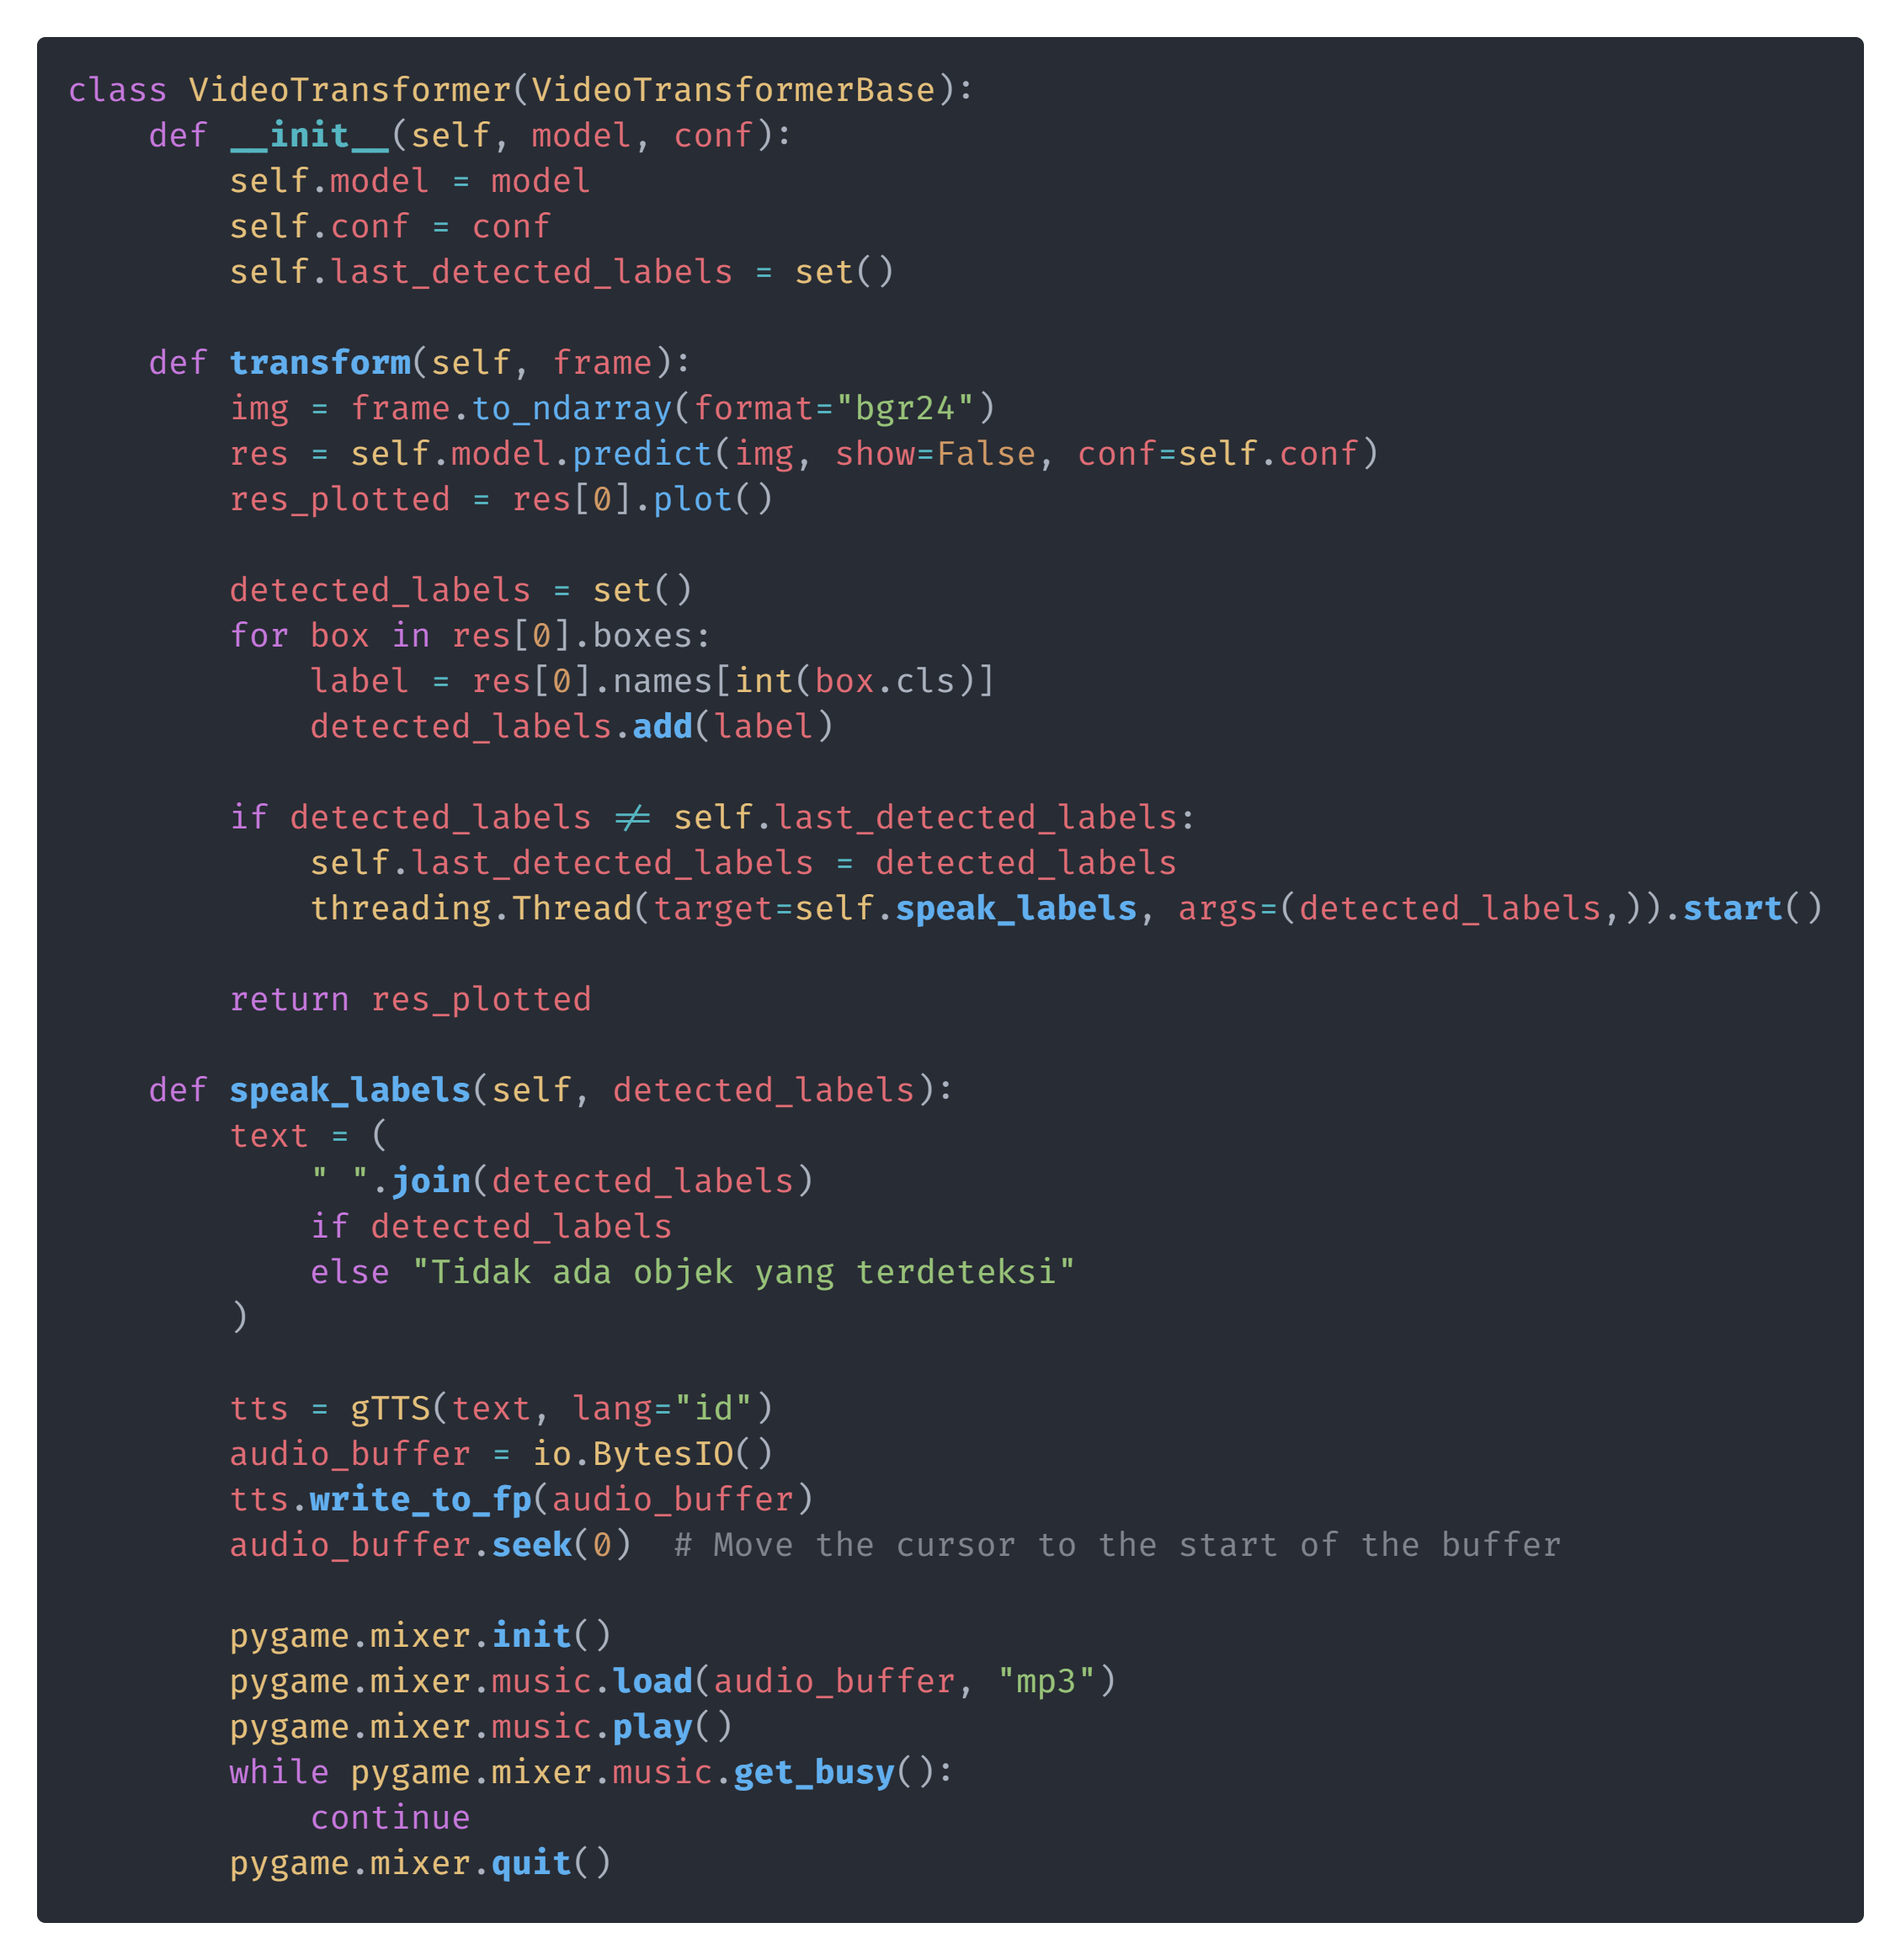 class VideoTransformer(VideoTransformerBase):
    def __init__(self, model, conf):
        self.model = model
        self.conf = conf
        self.last_detected_labels = set()

    def transform(self, frame):
        img = frame.to_ndarray(format="bgr24")
        res = self.model.predict(img, show=False, conf=self.conf)
        res_plotted = res[0].plot()

        detected_labels = set()
        for box in res[0].boxes:
            label = res[0].names[int(box.cls)]
            detected_labels.add(label)

        if detected_labels != self.last_detected_labels:
            self.last_detected_labels = detected_labels
            threading.Thread(target=self.speak_labels, args=(detected_labels,)).start()

        return res_plotted

    def speak_labels(self, detected_labels):
        text = (
            " ".join(detected_labels)
            if detected_labels
            else "Tidak ada objek yang terdeteksi"
        )

        tts = gTTS(text, lang="id")
        audio_buffer = io.BytesIO()
        tts.write_to_fp(audio_buffer)
        audio_buffer.seek(0)  # Move the cursor to the start of the buffer

        pygame.mixer.init()
        pygame.mixer.music.load(audio_buffer, "mp3")
        pygame.mixer.music.play()
        while pygame.mixer.music.get_busy():
            continue
        pygame.mixer.quit()